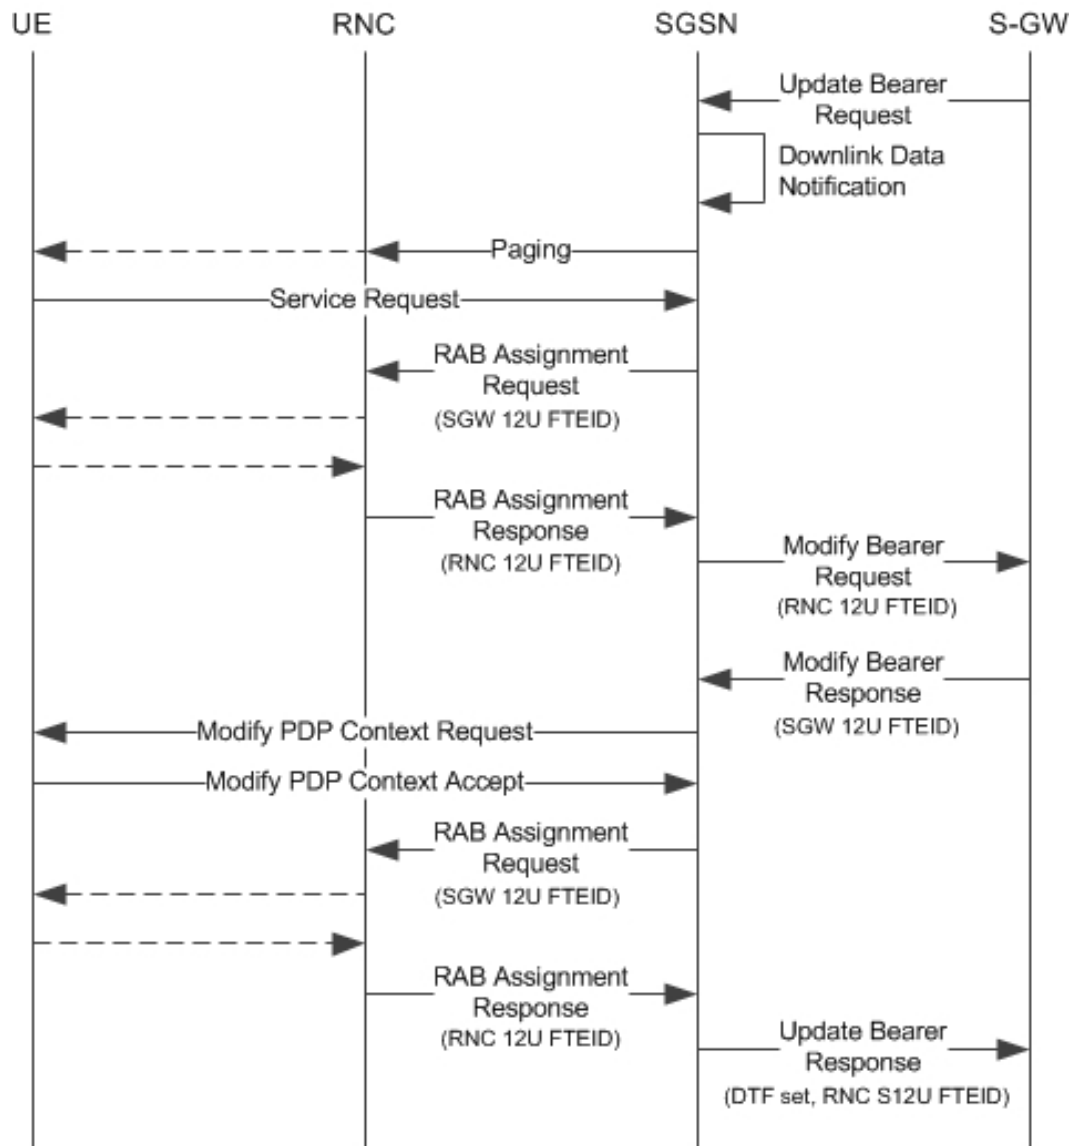 UE RNC SGSN S-GW
Update Bearer
Request
Downlink Data
Notification
Paging
Service Request
RAB Assignment
Request
(SGW 12U FTEID)
RAB Assignment
Response
(RNC 12U FTEID)
Modify Bearer
Request
(RNC 12U FTEID)
Modify Bearer
Response
(SGW 12U FTEID)
Modify PDP Context Request
Modify PDP Context Accept
RAB Assignment
Request
(SGW 12U FTEID)
RAB Assignment
Response
(RNC 12U FTEID)
Update Bearer
Response
(DTF set, RNC S12U FTEID)